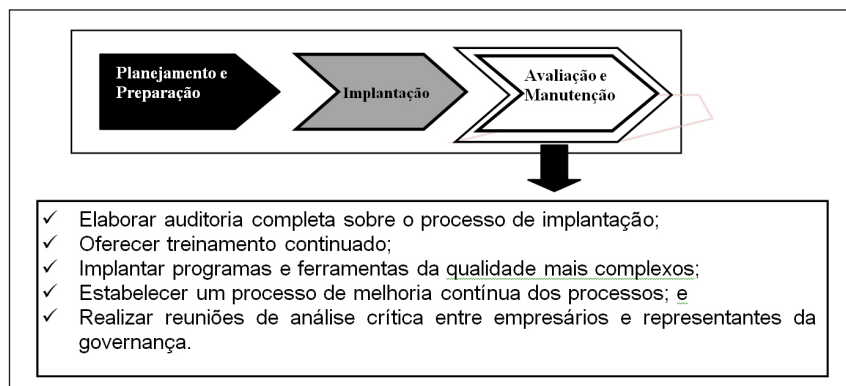 Planejamento e
Preparação
Implantação
Avaliação e
Manutenção
✓ Elaborar auditoria completa sobre o processo de implantação;
✓ Oferecer treinamento continuado;
✓ Implantar programas e ferramentas da qualidade mais complexos;
✓ Estabelecer um processo de melhoria contínua dos processos; e
✓ Realizar reuniões de análise crítica entre empresários e representantes da
governança.